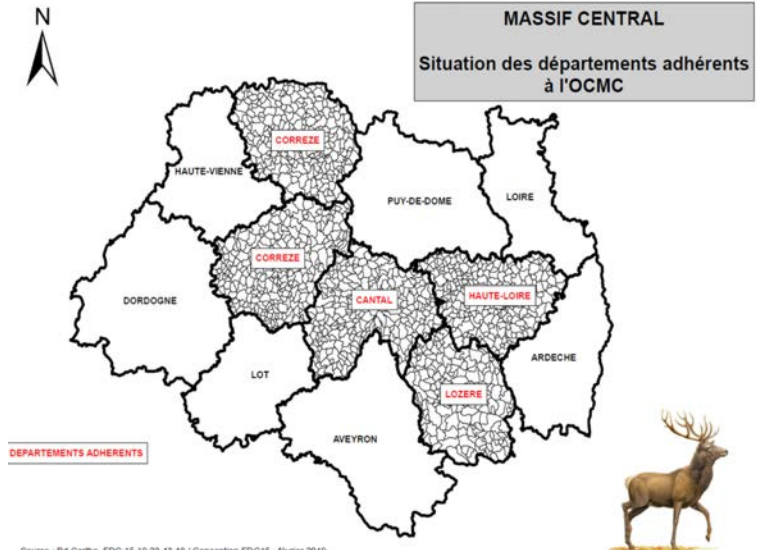 N
MASSIF CENTRAL
Situation des départements adhérents
à l'OCMC
CORREZE
HAUTE-VIENNE
PUY-DE-DOME
LOIRE
CORREZE
CANTAL
HAUTE-LOIRE
DORDOGNE
ARDECHE
LOT
LOZERE
AVEYRON
DEPARTEMENTS ADHERENTS